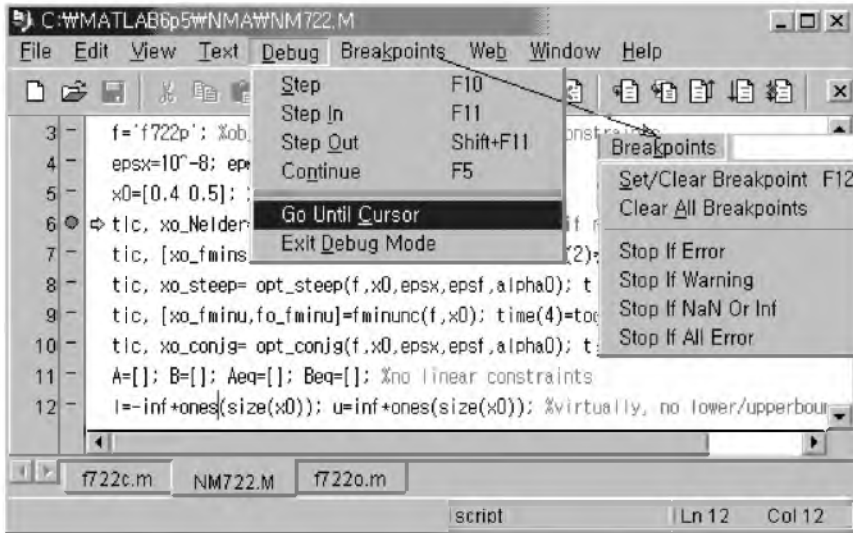 C:₩MATLAB6p5₩NMA₩NM722.M
File Edit View Text Debug Breakpoints Web Window Help
Step F10
Step In F11
Step Out Shift+F11
Continue F5
Go Until Cursor
Exit Debug Mode
Breakpoints
Set/Clear Breakpoint F12
Clear All Breakpoints
Stop If Error
Stop If Warning
Stop If NaN Or Inf
Stop If All Error
3 - f='f722p'; %ob
4 - epsx=10^-8;
5 - x0=[0.4 0.5];
6 tic, xo_Nelder=
7 - tic, [xo_fmins
8 - tic, xo_steep= opt_steep(f,x0,epsx,epsf,alpha0); t
9 - tic, [xo_fminu,fo_fminu]=fminunc(f,x0); time(4)=toc
10 - tic, xo_conjg= opt_conjg(f,x0,epsx,epsf,alpha0); t
11 - A=[]; B=[]; Aeq=[]; Beq=[]; %no linear constraints
12 - l=-inf*ones(size(x0)); u=inf*ones(size(x0)); %virtually, no lower/upperbour
f722c.m NM722.M f722o.m
script Ln 12 Col 12